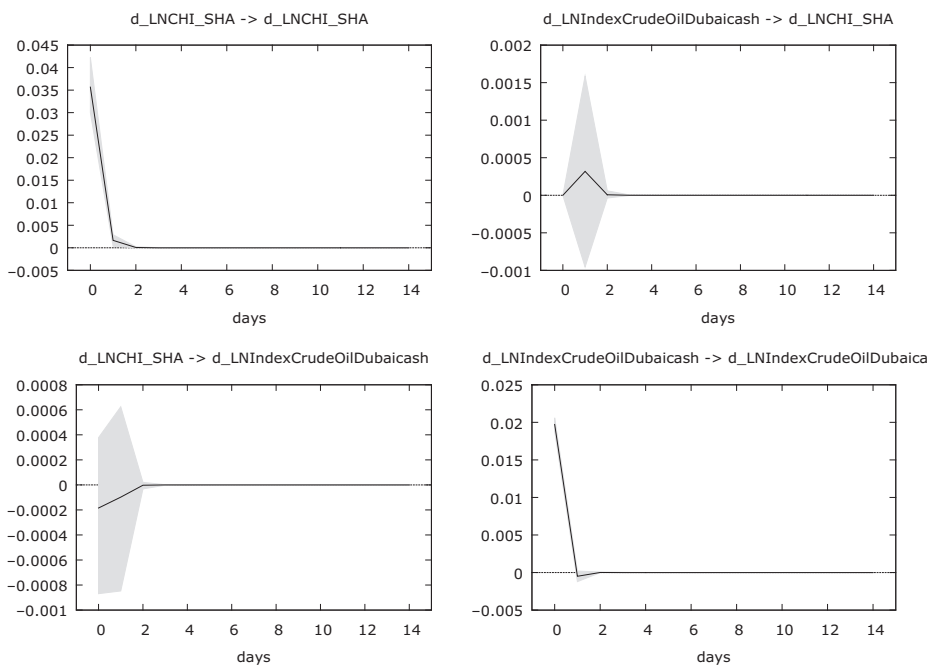 d_LNCHI_SHA -> d_LNCHI_SHA
0.045
0.04
0.035
0.03
0.025
0.02
0.015
0.01
0.005
0
−0.005
0 2 4 6 8 10 12 14
days
d_LNIndexCrudeOilDubaicash -> d_LNCHI_SHA
0.002
0.0015
0.001
0.0005
0
−0.0005
−0.001
0 2 4 6 8 10 12 14
days
d_LNCHI_SHA -> d_LNIndexCrudeOilDubaicash
0.0008
0.0006
0.0004
0.0002
0
−0.0002
−0.0004
−0.0006
−0.0008
−0.001
0 2 4 6 8 10 12 14
days
d_LNIndexCrudeOilDubaicash -> d_LNIndexCrudeOilDubaica
0.025
0.02
0.015
0.01
0.005
0
−0.005
0 2 4 6 8 10 12 14
days